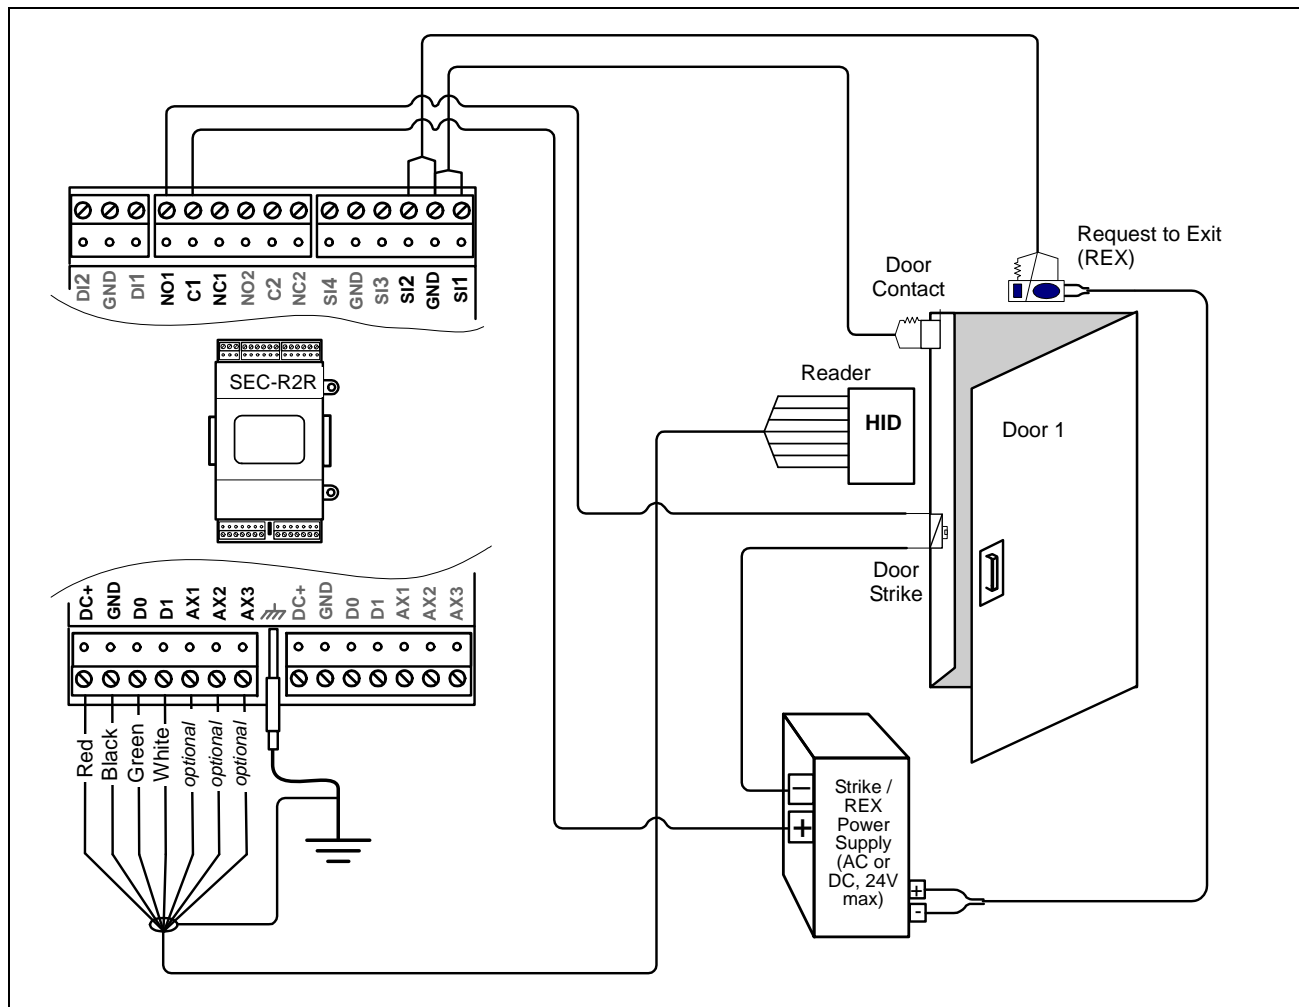 Request to Exit
(REX)
Door
Contact
DI2
GND
DI1
NO1
C1
NC1
NO2
C2
NC2
SI4
GND
SI3
SI2
GND
SI1
SEC-R2R
Reader
HID
Door 1
Door
Strike
DC+
GND
D0
D1
AX1
AX2
AX3
DC+
GND
D0
D1
AX1
AX2
AX3
Red
Black
Green
White
optional
optional
optional
−
+
Strike /
REX
Power
Supply
(AC or
DC, 24V
max)
+
-